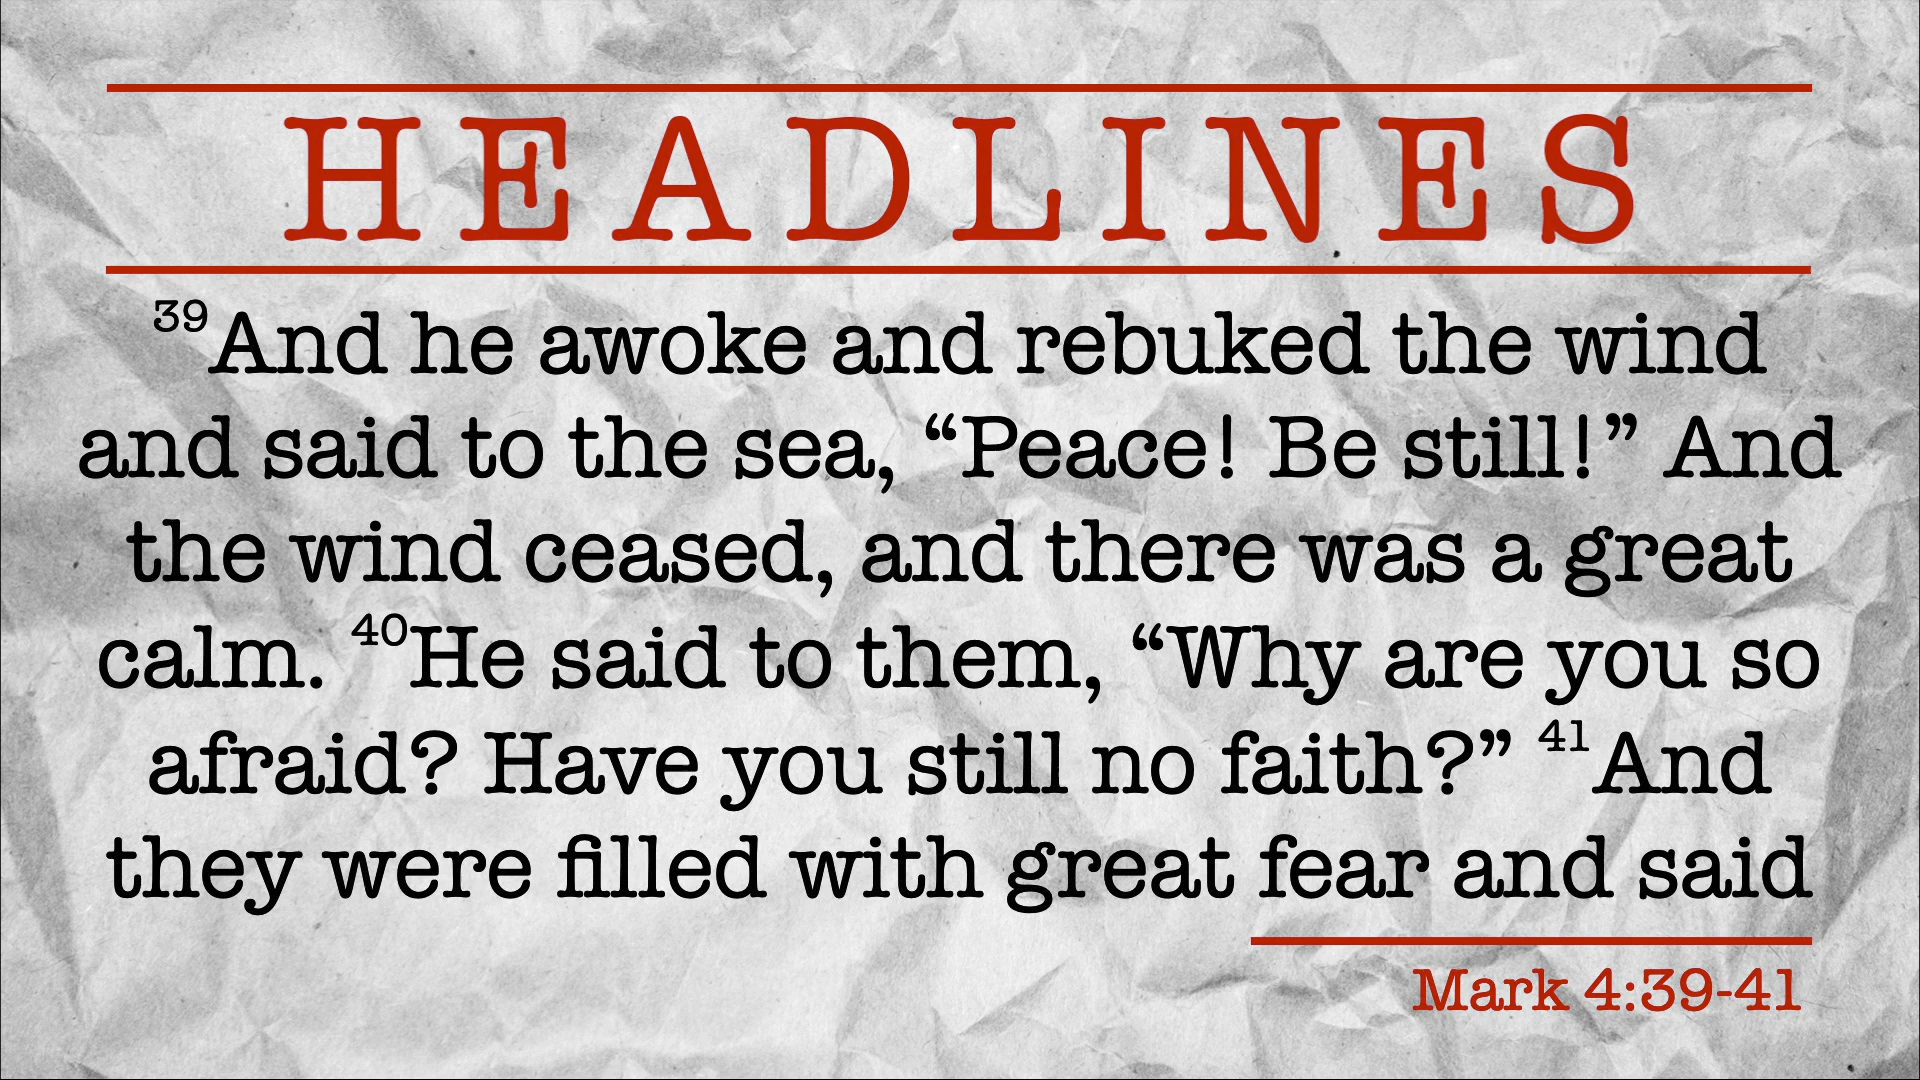 HEADLINES
³⁹And he awoke and rebuked the wind
and said to the sea, “Peace! Be still!” And
the wind ceased, and there was a great
calm. ⁴⁰He said to them, “Why are you so
afraid? Have you still no faith?” ⁴¹And
they were filled with great fear and said
Mark 4:39-41